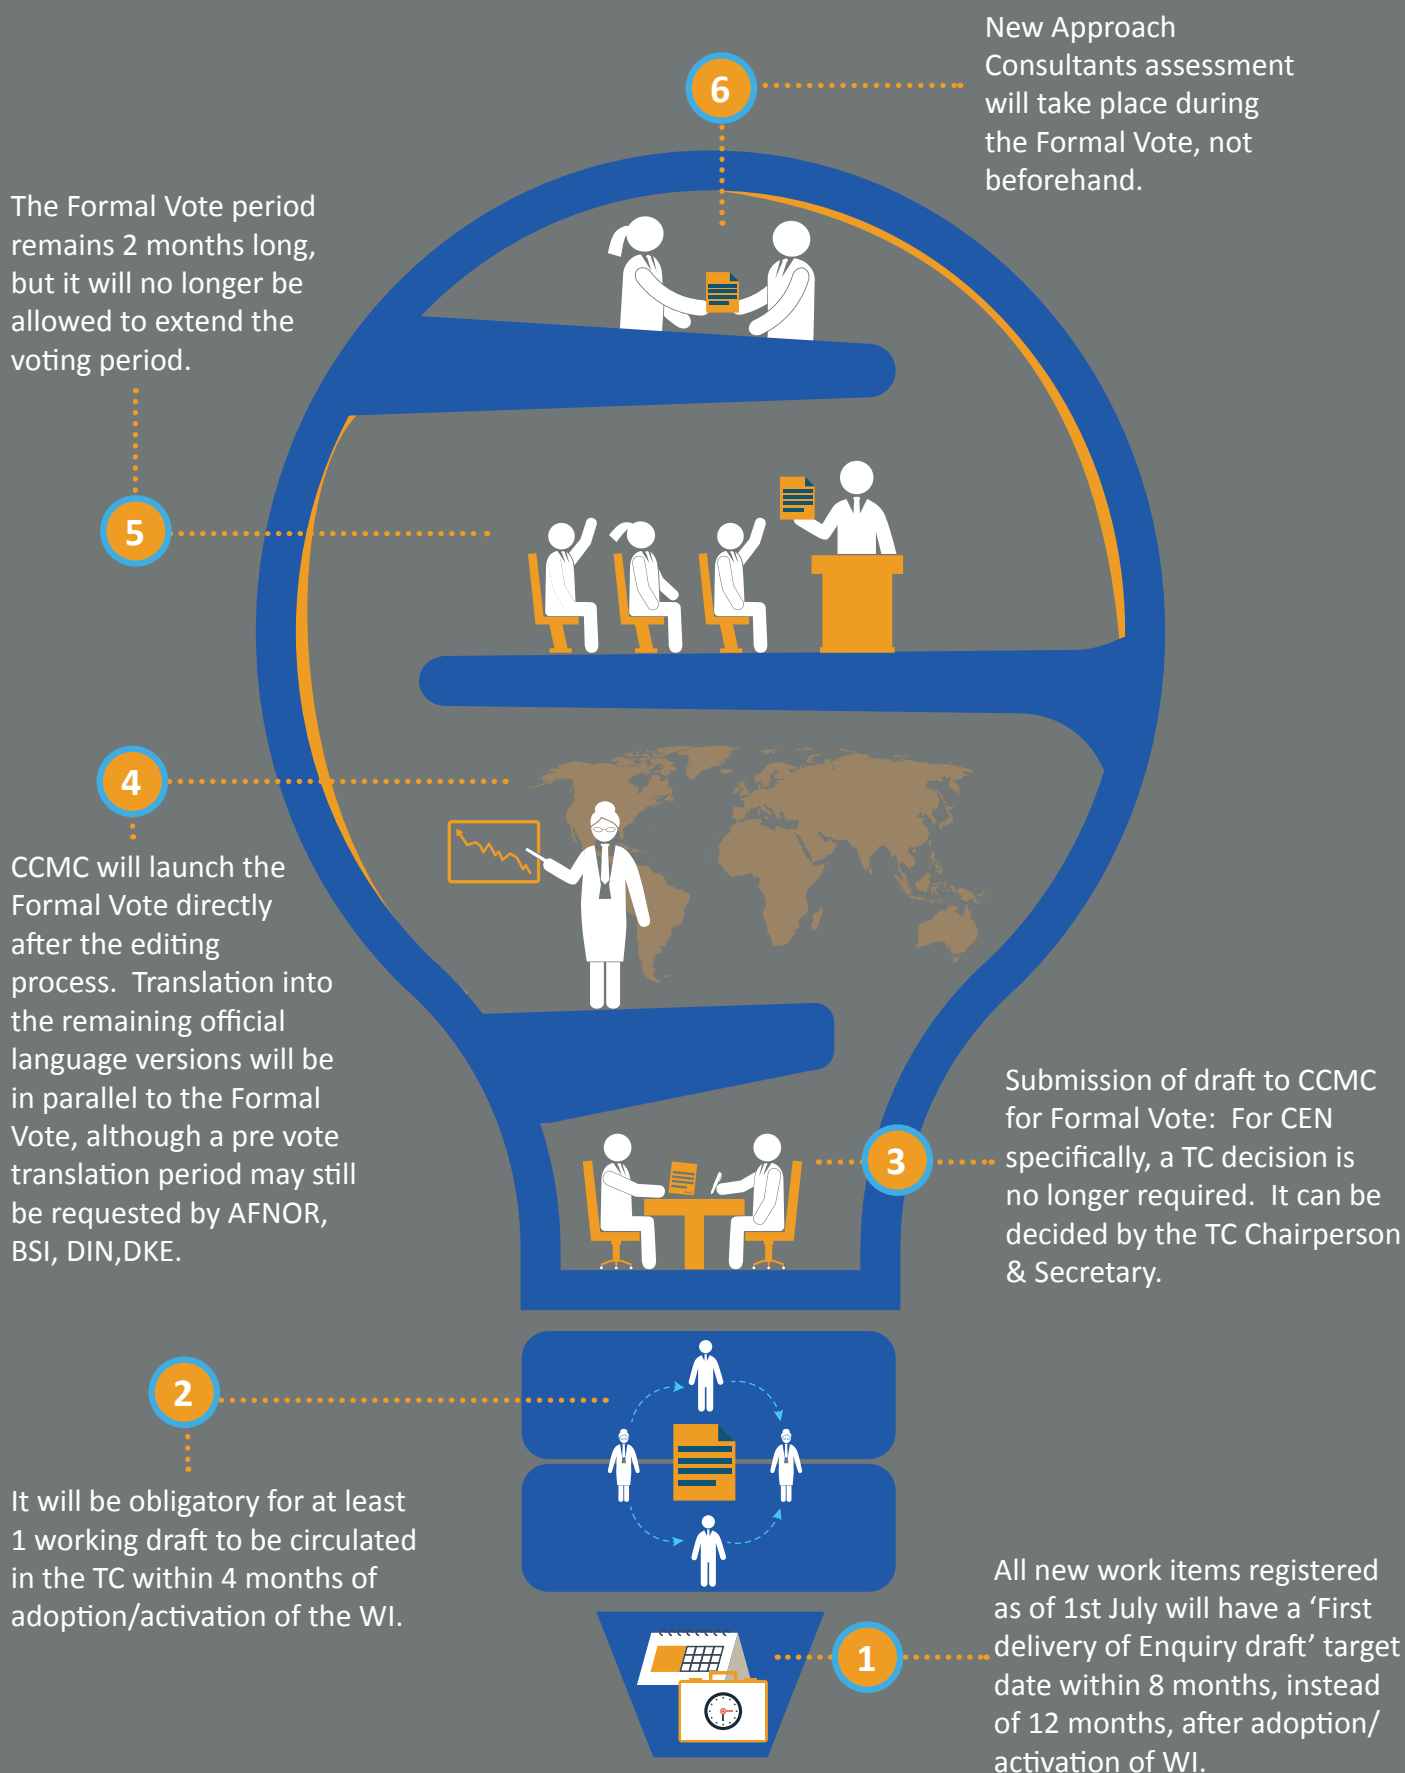 6
New Approach
Consultants assessment
will take place during
the Formal Vote, not
beforehand.
The Formal Vote period
remains 2 months long,
but it will no longer be
allowed to extend the
voting period.
5
4
CCMC will launch the
Formal Vote directly
after the editing
process.  Translation into
the remaining official
language versions will be
in parallel to the Formal
Vote, although a pre vote
translation period may still
be requested by AFNOR,
BSI, DIN,DKE.
3
Submission of draft to CCMC
for Formal Vote:  For CEN
specifically, a TC decision is
no longer required.  It can be
decided by the TC Chairperson
& Secretary.
2
It will be obligatory for at least
1 working draft to be circulated
in the TC within 4 months of
adoption/activation of the WI.
1
All new work items registered
as of 1st July will have a ‘First
delivery of Enquiry draft’ target
date within 8 months, instead
of 12 months, after adoption/
activation of WI.